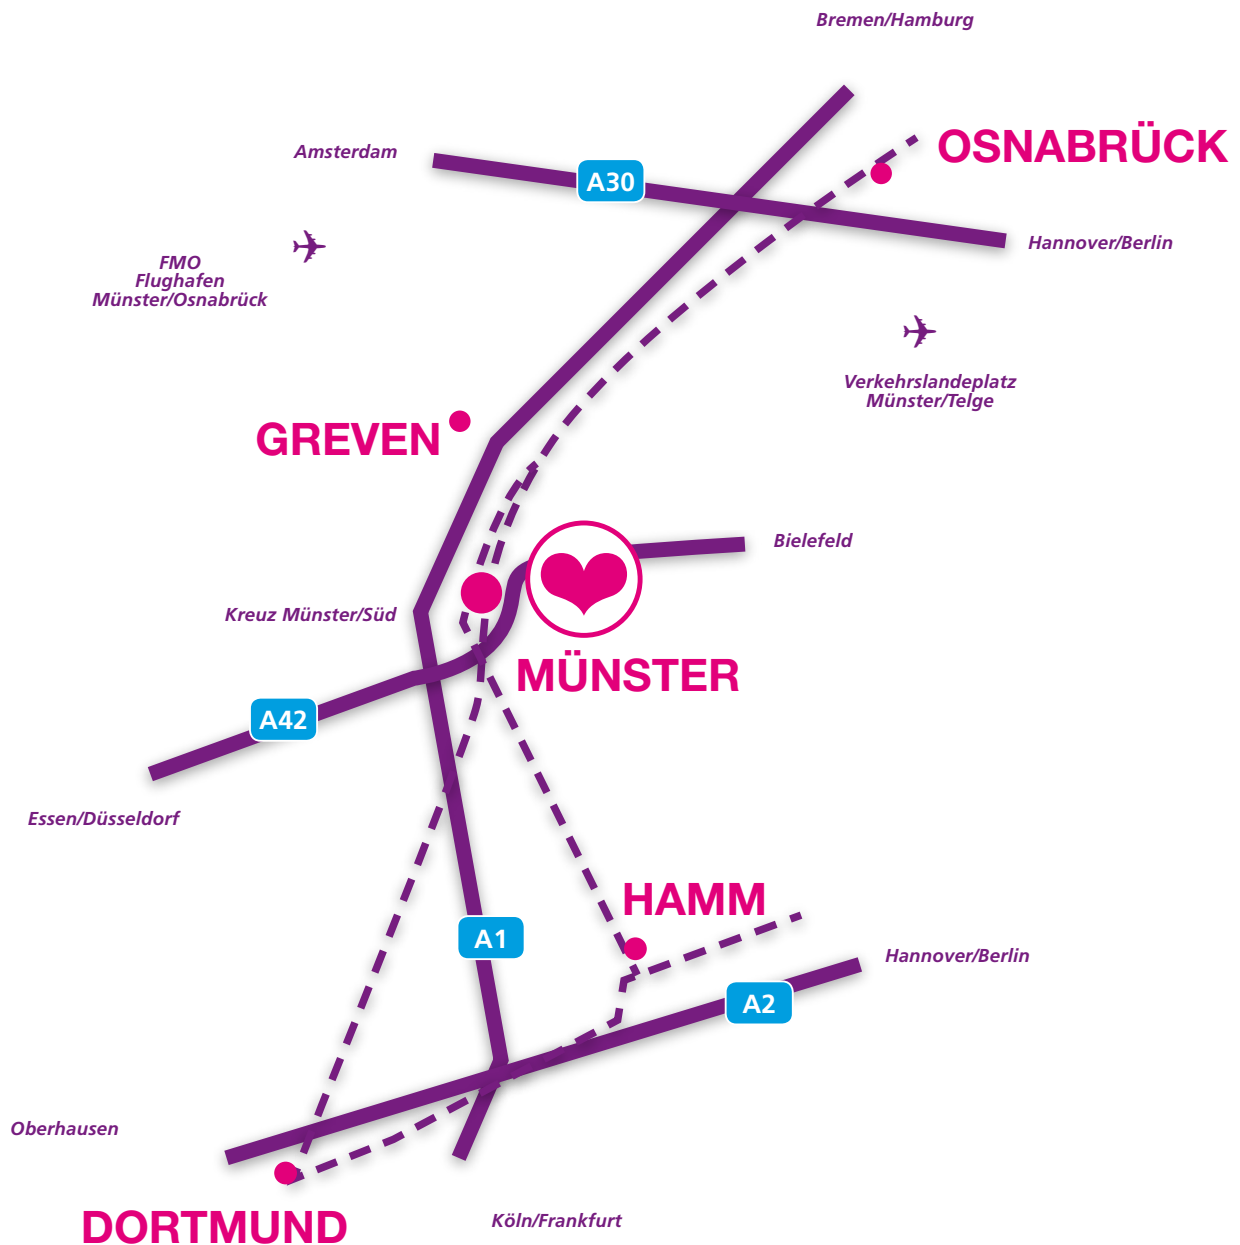 Bremen/Hamburg
OSNABRÜCK
Amsterdam
A30
Hannover/Berlin
FMO
Flughafen
Münster/Osnabrück
Verkehrslandeplatz
Münster/Telge
GREVEN
Bielefeld
Kreuz Münster/Süd
MÜNSTER
A42
Essen/Düsseldorf
HAMM
A1
Hannover/Berlin
A2
Oberhausen
DORTMUND
Köln/Frankfurt